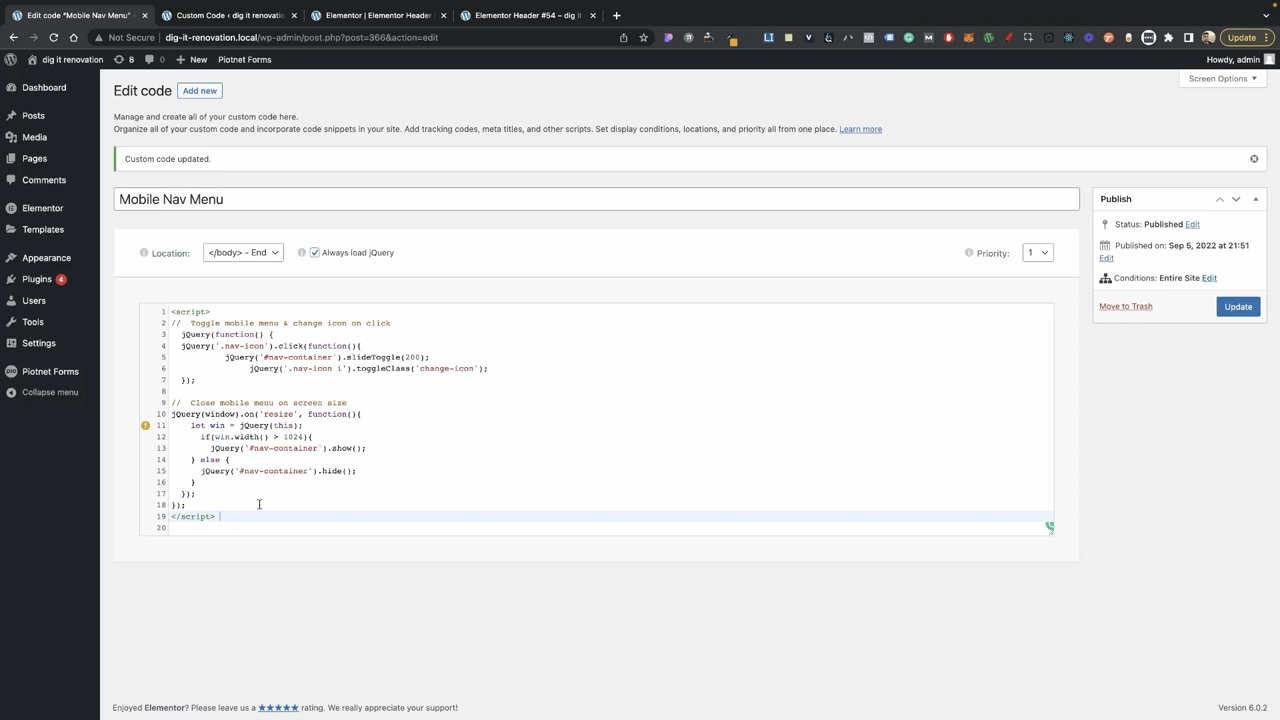 Edit code "Mobile Nav Menu"
Custom Code ‹ dig it renovatio
Elementor | Elementor Header
Elementor Header #54 – dig it
Not Secure
dig-it-renovation.local/wp-admin/post.php?post=366&action=edit
Update
dig it renovation
8
0
New
Piotnet Forms
Howdy, admin
Dashboard
Posts
Media
Pages
Comments
Elementor
Templates
Appearance
Plugins 4
Users
Tools
Settings
Piotnet Forms
Collapse menu
Screen Options
Edit code
Add new
Manage and create all of your custom code here.
Organize all of your custom code and incorporate code snippets in your site. Add tracking codes, meta titles, and other scripts. Set display conditions, locations, and priority all from one place. Learn more
Custom code updated.
Mobile Nav Menu
Location:
</body> - End
Always load jQuery
Priority:
1
1 <script>
2 //  Toggle mobile menu & change icon on click
3   jQuery(function() {
4   jQuery('.nav-icon').click(function(){
5            jQuery('#nav-container').slideToggle(200);
6                 jQuery('.nav-icon i').toggleClass('change-icon');
7   });
8
9 //  Close mobile menu on screen size
10 jQuery(window).on('resize', function(){
11     let win = jQuery(this);
12       if(win.width() > 1024){
13         jQuery('#nav-container').show();
14     } else {
15       jQuery('#nav-container').hide();
16     }
17   });
18 });
19 </script>
20
Publish
Status: Published Edit
Published on: Sep 5, 2022 at 21:51
Edit
Conditions: Entire Site Edit
Move to Trash
Update
Enjoyed Elementor? Please leave us a ★★★★★ rating. We really appreciate your support!
Version 6.0.2